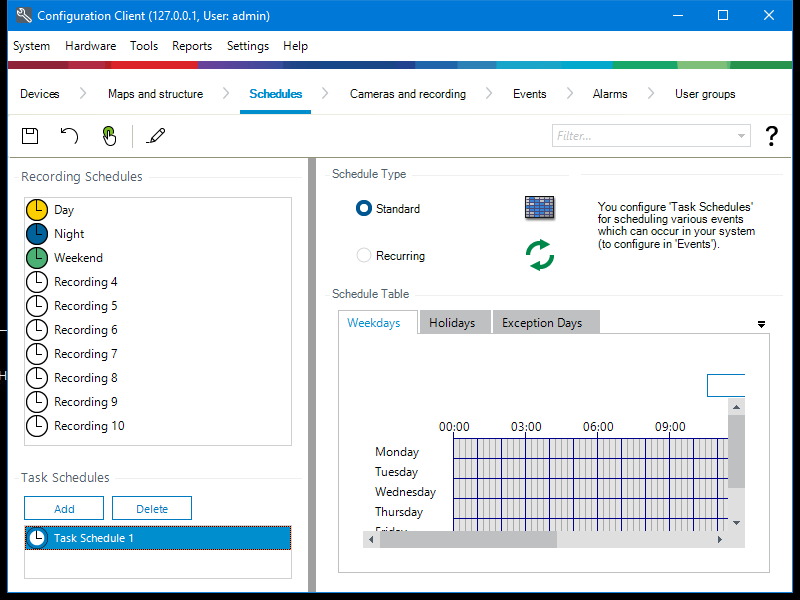 Configuration Client (127.0.0.1, User: admin)
System Hardware Tools Reports Settings Help
Devices Maps and structure Schedules Cameras and recording Events Alarms User groups
Filter... ?
Recording Schedules
Day
Night
Weekend
Recording 4
Recording 5
Recording 6
Recording 7
Recording 8
Recording 9
Recording 10
Task Schedules
Add Delete
Task Schedule 1
Schedule Type
Standard
Recurring
You configure 'Task Schedules'
for scheduling various events
which can occur in your system
(to configure in 'Events').
Schedule Table
Weekdays Holidays Exception Days
00:00 03:00 06:00 09:00
Monday
Tuesday
Wednesday
Thursday
Friday